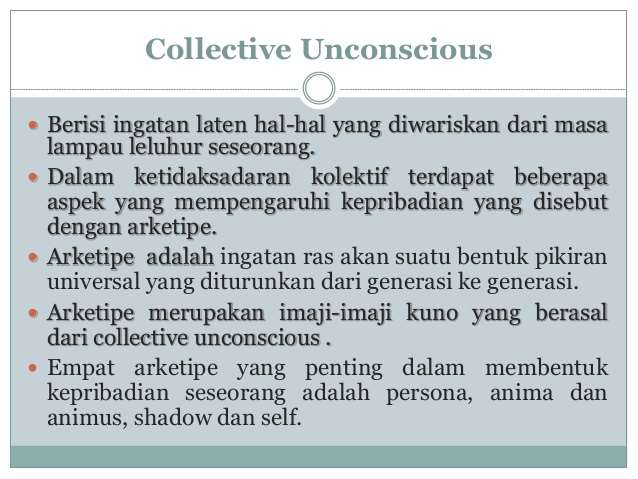 Collective Unconscious
• Berisi ingatan laten hal-hal yang diwariskan dari masa
lampau leluhur seseorang.
• Dalam ketidaksadaran kolektif terdapat beberapa
aspek yang mempengaruhi kepribadian yang disebut
dengan arketipe.
• Arketipe adalah ingatan ras akan suatu bentuk pikiran
universal yang diturunkan dari generasi ke generasi.
• Arketipe merupakan imaji-imaji kuno yang berasal
dari collective unconscious .
• Empat arketipe yang penting dalam membentuk
kepribadian seseorang adalah persona, anima dan
animus, shadow dan self.